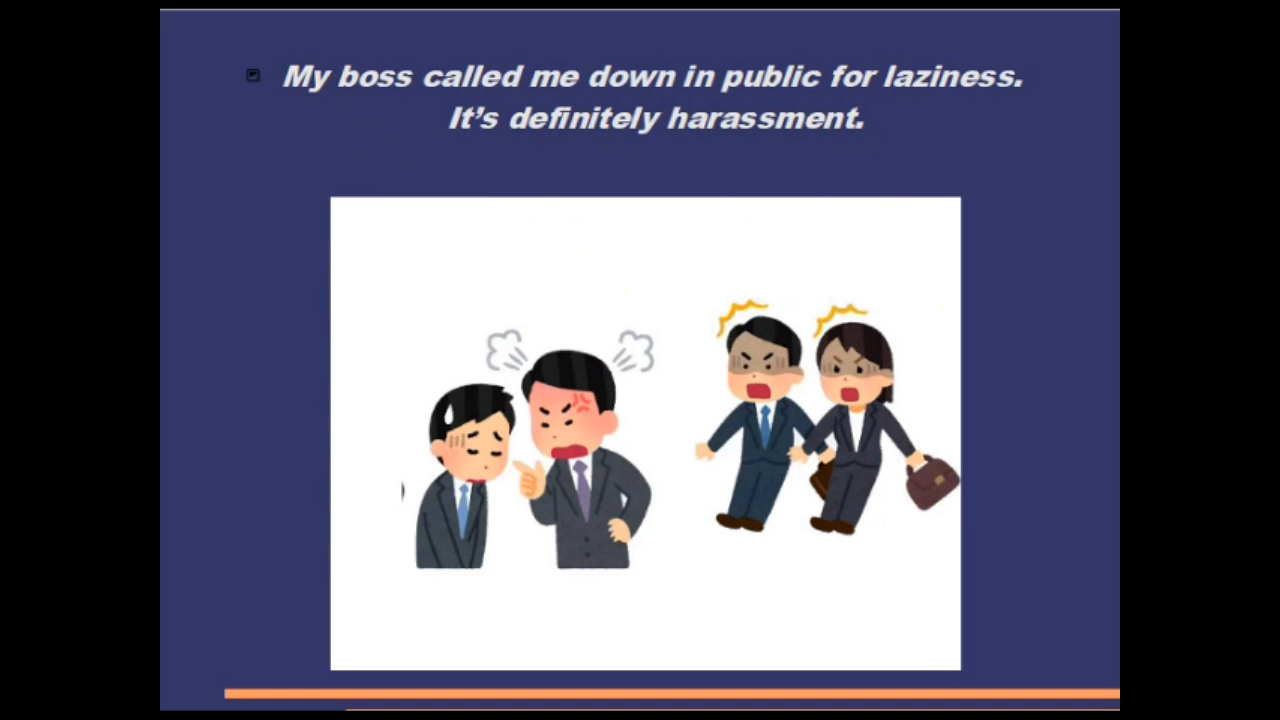 My boss called me down in public for laziness.
It’s definitely harassment.